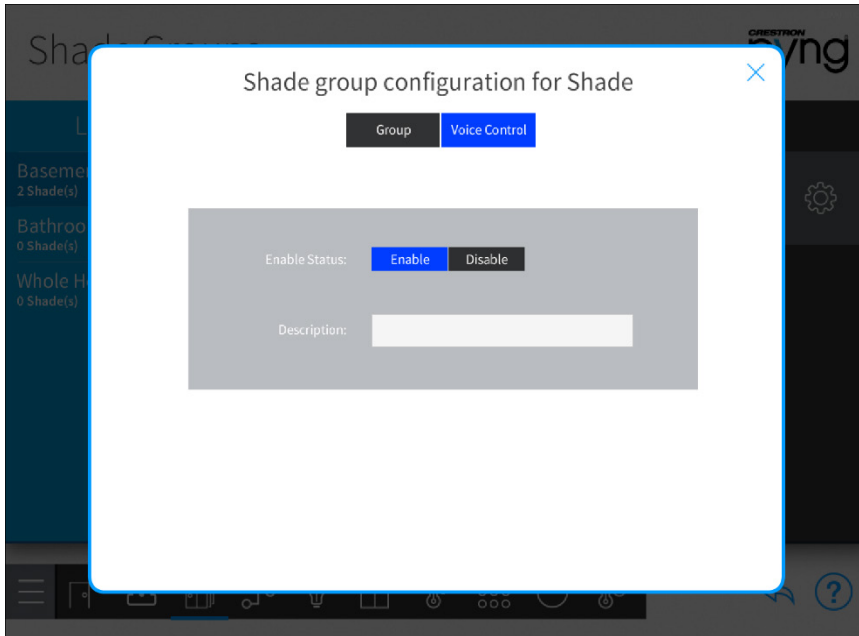 CRESTRON
pyng
Shade group configuration for Shade
Group
Voice Control
2 Shade(s)
0 Shade(s)
0 Shade(s)
Enable Status:
Enable
Disable
Description:
?